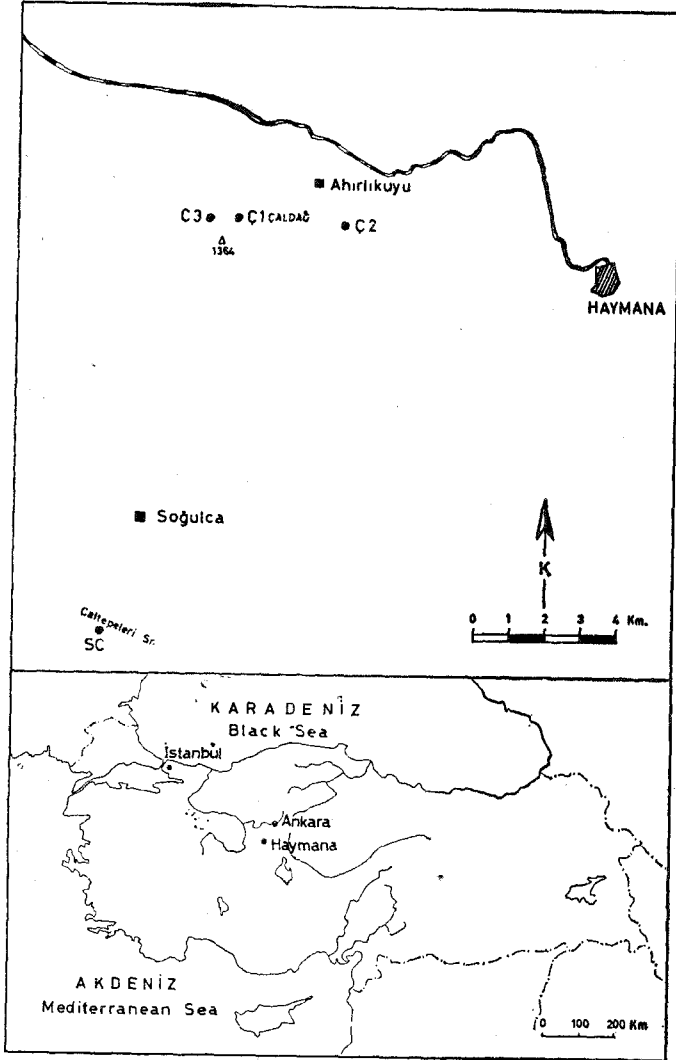 Ahırlıkuyu
Ç3 Ç1 ÇALDAĞ Ç2
1364
HAYMANA
Soğulca
K
0 1 2 3 4 Km.
Çaltepeleri Sr.
SC
KARADENİZ
Black Sea
İstanbul
Ankara
Haymana
AKDENİZ
Mediterranean Sea
0 100 200 Km